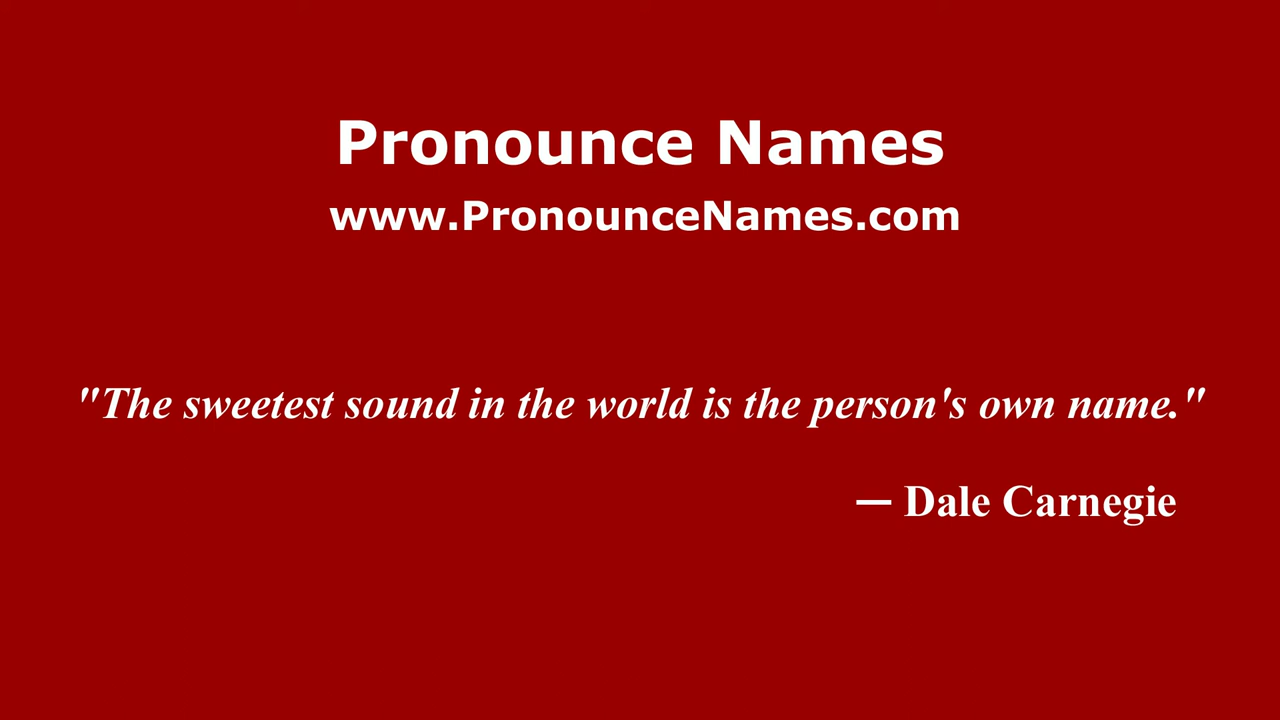 Pronounce Names
www.PronounceNames.com
"The sweetest sound in the world is the person's own name."
— Dale Carnegie